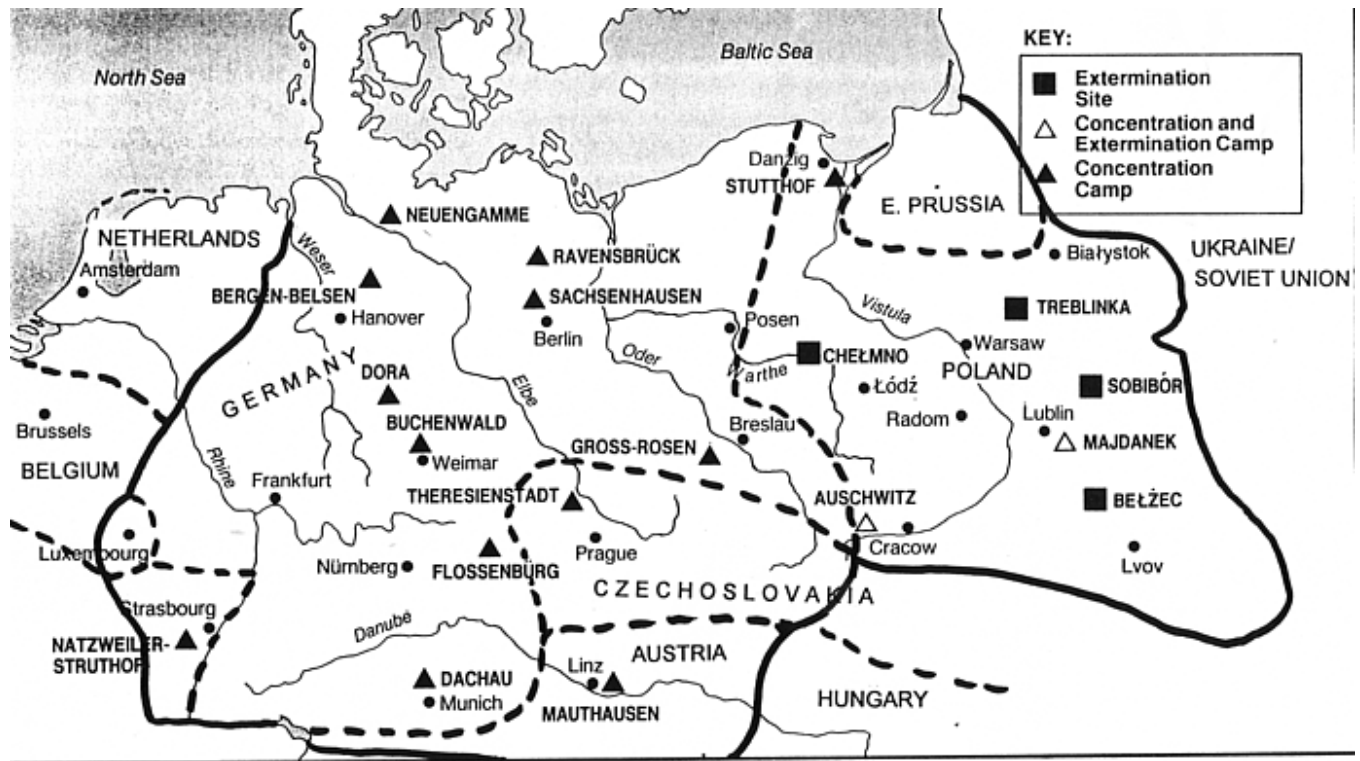 North Sea
Baltic Sea
KEY:
Extermination
Site
Concentration and
Extermination Camp
Concentration
Camp
Danzig
STUTTHOF
E. PRUSSIA
NEUENGAMME
NETHERLANDS
Amsterdam
Weser
RAVENSBRÜCK
Białystok
UKRAINE/
SOVIET UNION
BERGEN-BELSEN
Hanover
SACHSENHAUSEN
Berlin
Posen
Vistula
TREBLINKA
Warsaw
POLAND
Oder
Warthe
CHEŁMNO
Łódź
SOBIBÓR
GERMANY
DORA
Elbe
Brussels
BELGIUM
BUCHENWALD
Weimar
Breslau
Radom
Lublin
MAJDANEK
Rhine
Frankfurt
GROSS-ROSEN
THERESIENSTADT
AUSCHWITZ
BEŁŻEC
Luxembourg
Nürnberg
FLOSSENBÜRG
Prague
Cracow
Lvov
CZECHOSLOVAKIA
Strasbourg
NATZWEILER-
STRUTHOF
Danube
DACHAU
Munich
Linz
AUSTRIA
MAUTHAUSEN
HUNGARY